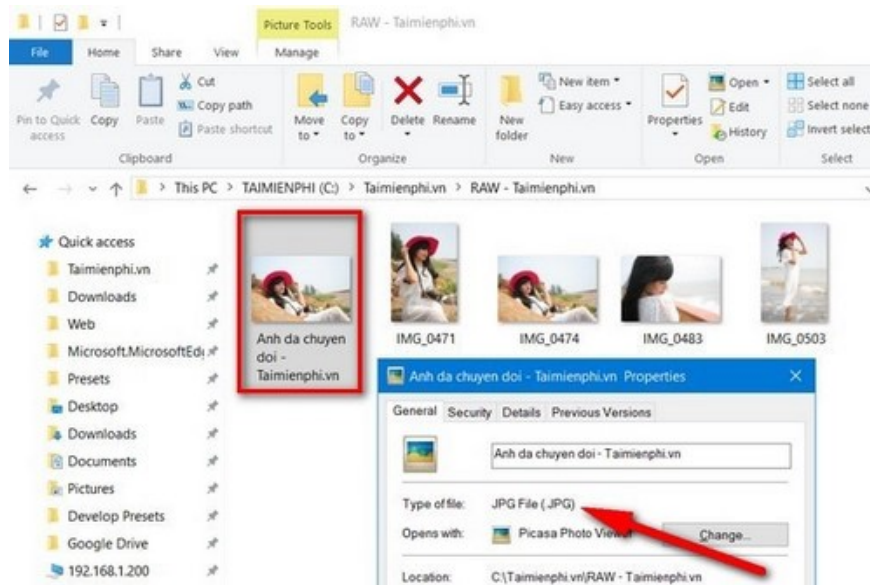 Picture Tools RAW - Taimienphi.vn
File Home Share View Manage
Pin to Quick access
Copy
Paste
Cut
Copy path
Paste shortcut
Clipboard
Move to
Copy to
Delete
Rename
Organize
New folder
New item
Easy access
New
Properties
Open
Edit
History
Open
Select all
Select none
Invert select
Select
This PC > TAIMIENPHI (C:) > Taimienphi.vn > RAW - Taimienphi.vn
Quick access
Taimienphi.vn
Downloads
Web
Microsoft.MicrosoftEdg
Presets
Desktop
Downloads
Documents
Pictures
Develop Presets
Google Drive
192.168.1.200
Anh da chuyen
doi -
Taimienphi.vn
IMG_0471
IMG_0474
IMG_0483
IMG_0503
Anh da chuyen doi - Taimienphi.vn Properties
General Security Details Previous Versions
Anh da chuyen doi - Taimienphi.vn
Type of file: JPG File (.JPG)
Opens with: Picasa Photo Viewer Change...
Location: C:\Taimienphi.vn\RAW - Taimienphi.vn